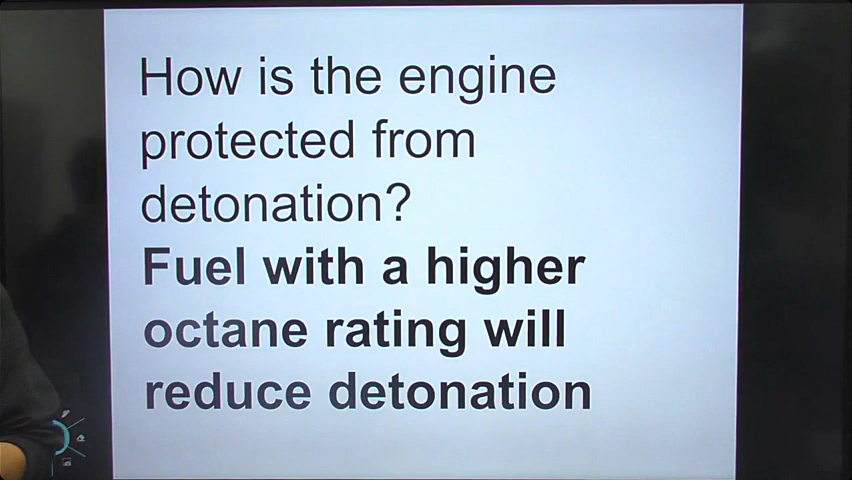 How is the engine
protected from
detonation?
Fuel with a higher
octane rating will
reduce detonation